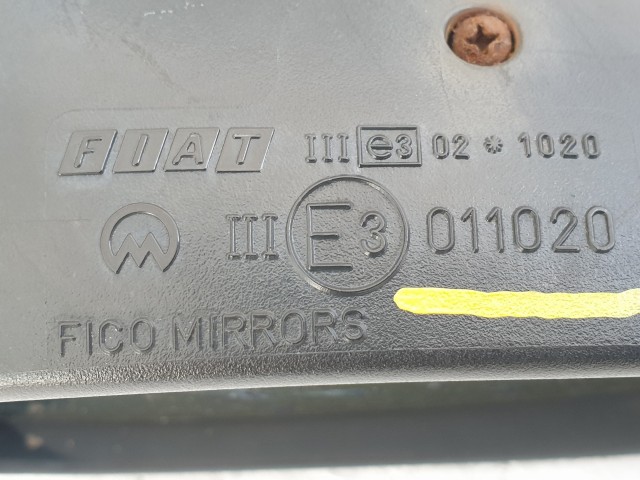 FIAT III e3 02 * 1020
III E3 011020
FICO MIRRORS